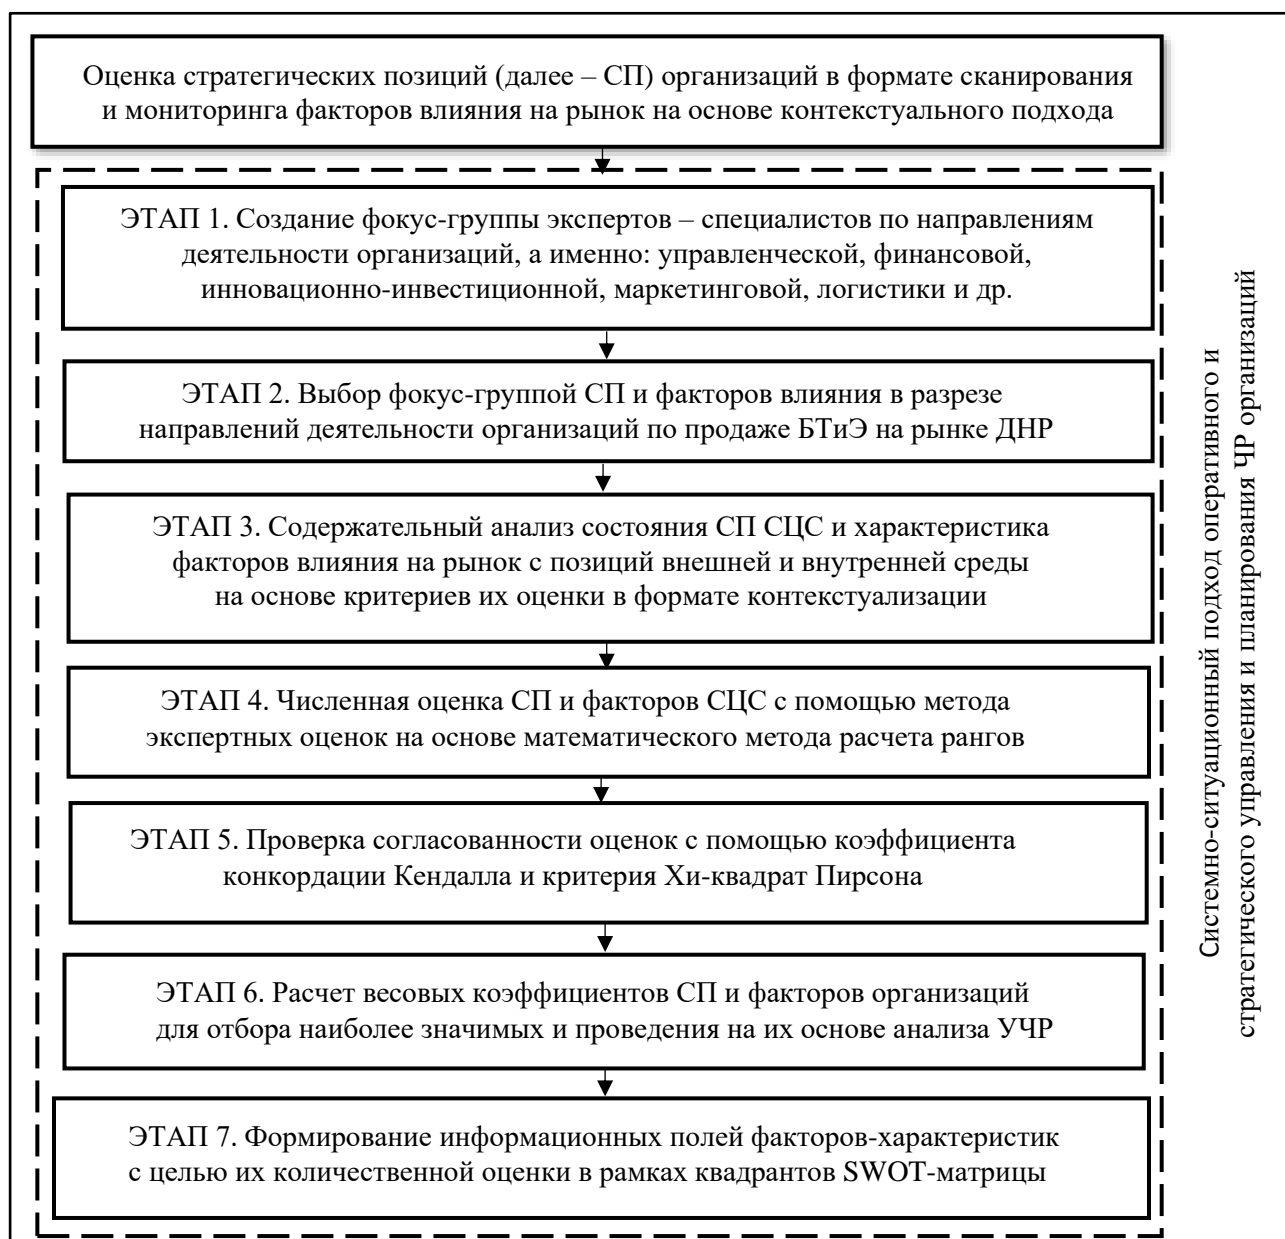 Оценка стратегических позиций (далее – СП) организаций в формате сканирования
и мониторинга факторов влияния на рынок на основе контекстуального подхода
ЭТАП 1. Создание фокус-группы экспертов – специалистов по направлениям
деятельности организаций, а именно: управленческой, финансовой,
инновационно-инвестиционной, маркетинговой, логистики и др.
ЭТАП 2. Выбор фокус-группой СП и факторов влияния в разрезе
направлений деятельности организаций по продаже БТиЭ на рынке ДНР
ЭТАП 3. Содержательный анализ состояния СП СЦС и характеристика
факторов влияния на рынок с позиций внешней и внутренней среды
на основе критериев их оценки в формате контекстуализации
ЭТАП 4. Численная оценка СП и факторов СЦС с помощью метода
экспертных оценок на основе математического метода расчета рангов
ЭТАП 5. Проверка согласованности оценок с помощью коэффициента
конкордации Кендалла и критерия Хи-квадрат Пирсона
ЭТАП 6. Расчет весовых коэффициентов СП и факторов организаций
для отбора наиболее значимых и проведения на их основе анализа УЧР
ЭТАП 7. Формирование информационных полей факторов-характеристик
с целью их количественной оценки в рамках квадрантов SWOT-матрицы
Системно-ситуационный подход оперативного и
стратегического управления и планирования ЧР организаций